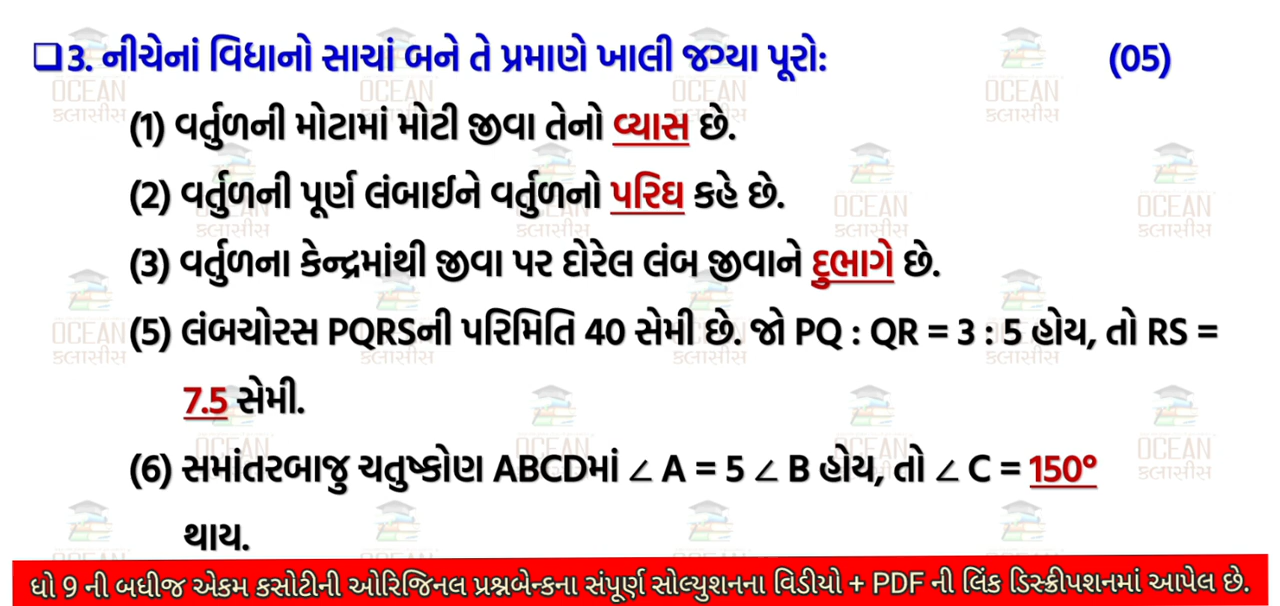 ❑3. નીચેનાં વિધાનો સાચાં બને તે પ્રમાણે ખાલી જગ્યા પૂરો: (05)
(1) વર્તુળની મોટામાં મોટી જીવા તેનો વ્યાસ છે.
(2) વર્તુળની પૂર્ણ લંબાઈને વર્તુળનો પરિઘ કહે છે.
(3) વર્તુળના કેન્દ્રમાંથી જીવા પર દોરેલ લંબ જીવાને દુભાગે છે.
(5) લંબચોરસ PQRSની પરિમિતિ 40 સેમી છે. જો PQ : QR = 3 : 5 હોય, તો RS =
7.5 સેમી.
(6) સમાંતરબાજુ ચતુષ્કોણ ABCDમાં ∠ A = 5 ∠ B હોય, તો ∠ C = 150°
થાય.
ધો 9 ની બધીજ એકમ કસોટીની ઓરિજિનલ પ્રશ્નબેન્કના સંપૂર્ણ સોલ્યુશનના વિડીયો + PDF ની લિંક ડિસ્ક્રીપશનમાં આપેલ છે.
OCEAN
કલાસીસ